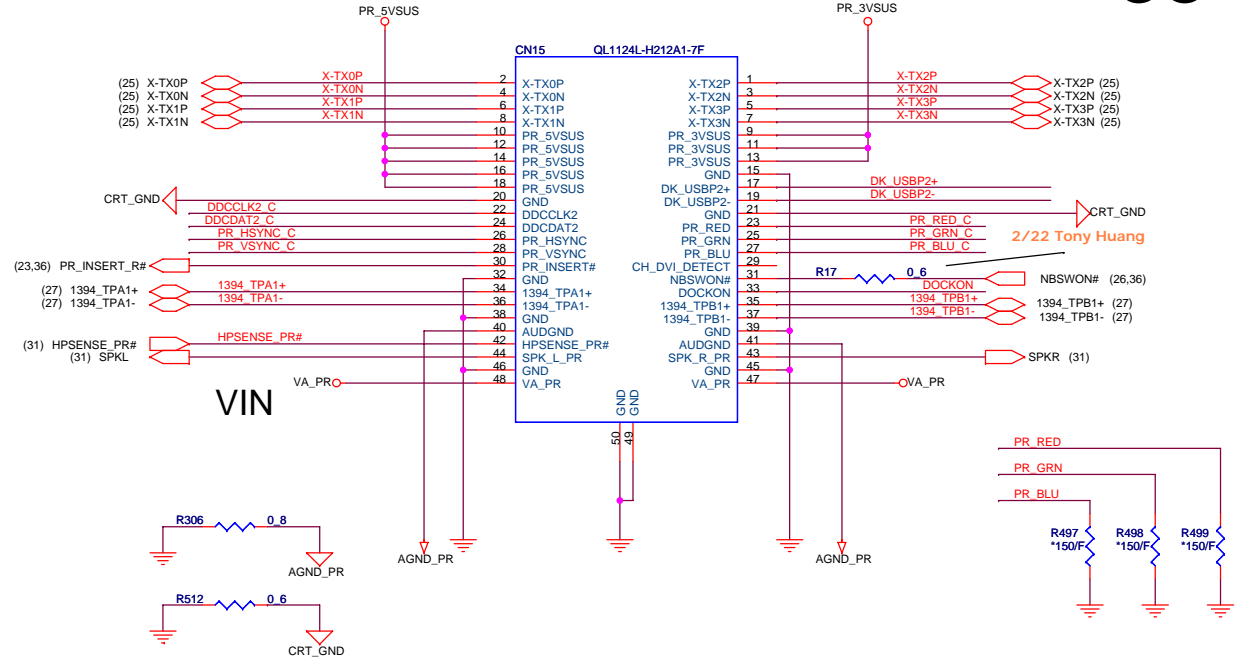 PR_5VSUS
PR_3VSUS
CN15 QL1124L-H212A1-7F
(25) X-TX0P X-TX0P 2 X-TX0P X-TX2P 1 X-TX2P X-TX2P (25)
(25) X-TX0N X-TX0N 4 X-TX0N X-TX2N 3 X-TX2N X-TX2N (25)
(25) X-TX1P X-TX1P 6 X-TX1P X-TX3P 5 X-TX3P X-TX3P (25)
(25) X-TX1N X-TX1N 8 X-TX1N X-TX3N 7 X-TX3N X-TX3N (25)
10 PR_5VSUS PR_3VSUS 9
12 PR_5VSUS PR_3VSUS 11
14 PR_5VSUS PR_3VSUS 13
16 PR_5VSUS GND 15
18 PR_5VSUS DK_USBP2+ 17 DK_USBP2+
CRT_GND 20 GND DK_USBP2- 19 DK_USBP2-
DDCCLK2_C 22 DDCCLK2 GND 21 CRT_GND
DDCDAT2_C 24 DDCDAT2 PR_RED 23 PR_RED_C
PR_HSYNC_C 26 PR_HSYNC PR_GRN 25 PR_GRN_C
2/22 Tony Huang
PR_VSYNC_C 28 PR_VSYNC PR_BLU 27 PR_BLU_C
(23,36) PR_INSERT_R# 30 PR_INSERT# CH_DVI_DETECT 29
32 GND NBSWON# 31 R17 0_6 NBSWON# (26,36)
(27) 1394_TPA1+ 1394_TPA1+ 34 1394_TPA1+ DOCKON 33 DOCKON
(27) 1394_TPA1- 1394_TPA1- 36 1394_TPA1- 1394_TPB1+ 35 1394_TPB1+ 1394_TPB1+ (27)
38 GND 1394_TPB1- 37 1394_TPB1- 1394_TPB1- (27)
40 AUDGND GND 39
(31) HPSENSE_PR# HPSENSE_PR# 42 HPSENSE_PR# AUDGND 41
(31) SPKL 44 SPK_L_PR SPK_R_PR 43 SPKR (31)
46 GND GND 45
VA_PR 48 VA_PR VA_PR 47 VA_PR
VIN
GND GND
50 49
PR_RED
PR_GRN
PR_BLU
R306 0_8
AGND_PR
AGND_PR
AGND_PR
R497 *150/F
R498 *150/F
R499 *150/F
R512 0_6
CRT_GND